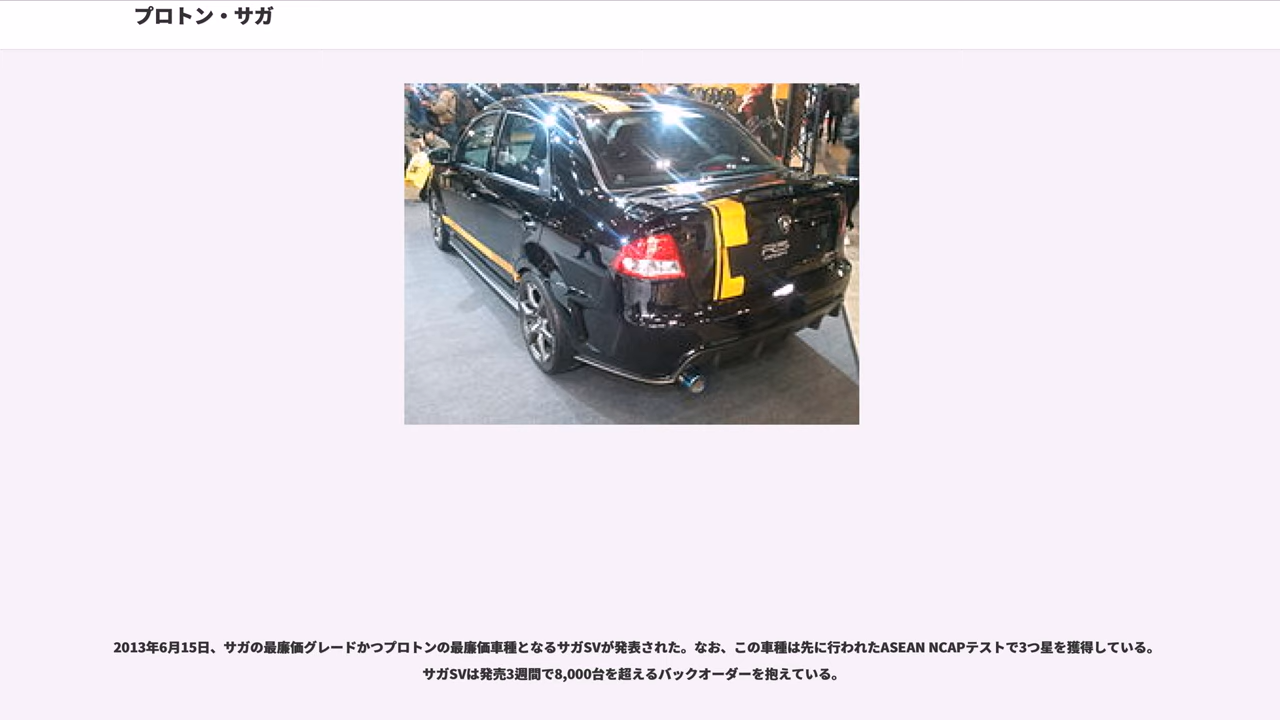 プロトン・サガ
2013年6月15日、サガの最廉価グレードかつプロトンの最廉価車種となるサガSVが発表された。なお、この車種は先に行われたASEAN NCAPテストで3つ星を獲得している。
サガSVは発売3週間で8,000台を超えるバックオーダーを抱えている。